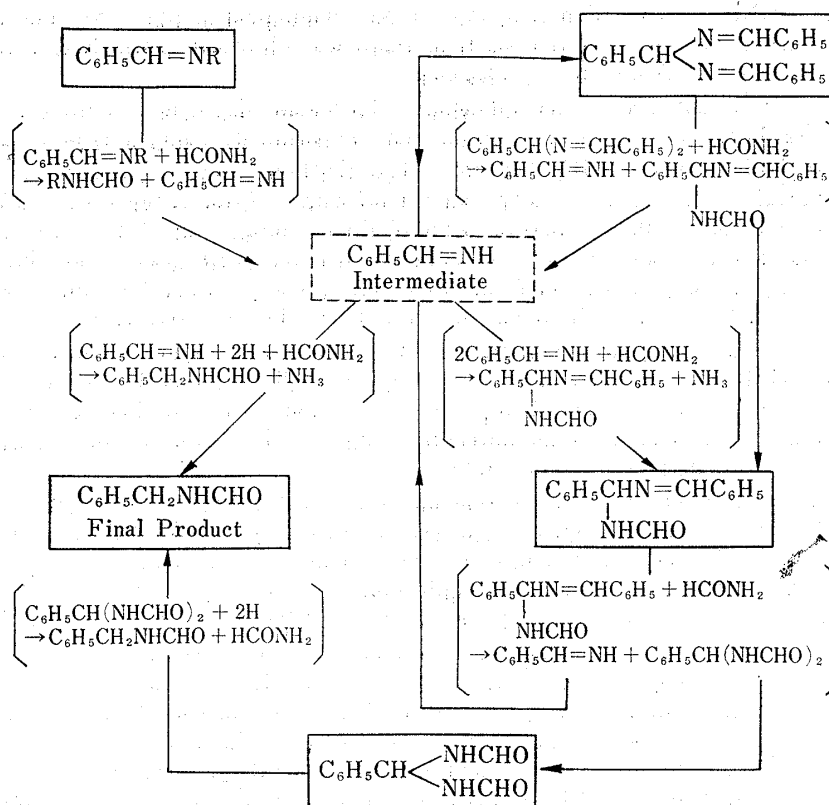 C₆H₅CH=NR
C₆H₅CH
N=CHC₆H₅
N=CHC₆H₅
C₆H₅CH=NR + HCONH₂
→RNHCHO + C₆H₅CH=NH
C₆H₅CH(N=CHC₆H₅)₂ + HCONH₂
→C₆H₅CH=NH + C₆H₅CHN=CHC₆H₅
NHCHO
C₆H₅CH=NH
Intermediate
C₆H₅CH=NH + 2H + HCONH₂
→C₆H₅CH₂NHCHO + NH₃
2C₆H₅CH=NH + HCONH₂
→C₆H₅CHN=CHC₆H₅ + NH₃
NHCHO
C₆H₅CH₂NHCHO
Final Product
C₆H₅CHN=CHC₆H₅
NHCHO
C₆H₅CH(NHCHO)₂ + 2H
→C₆H₅CH₂NHCHO + HCONH₂
C₆H₅CHN=CHC₆H₅ + HCONH₂
NHCHO
→C₆H₅CH=NH + C₆H₅CH(NHCHO)₂
C₆H₅CH
NHCHO
NHCHO